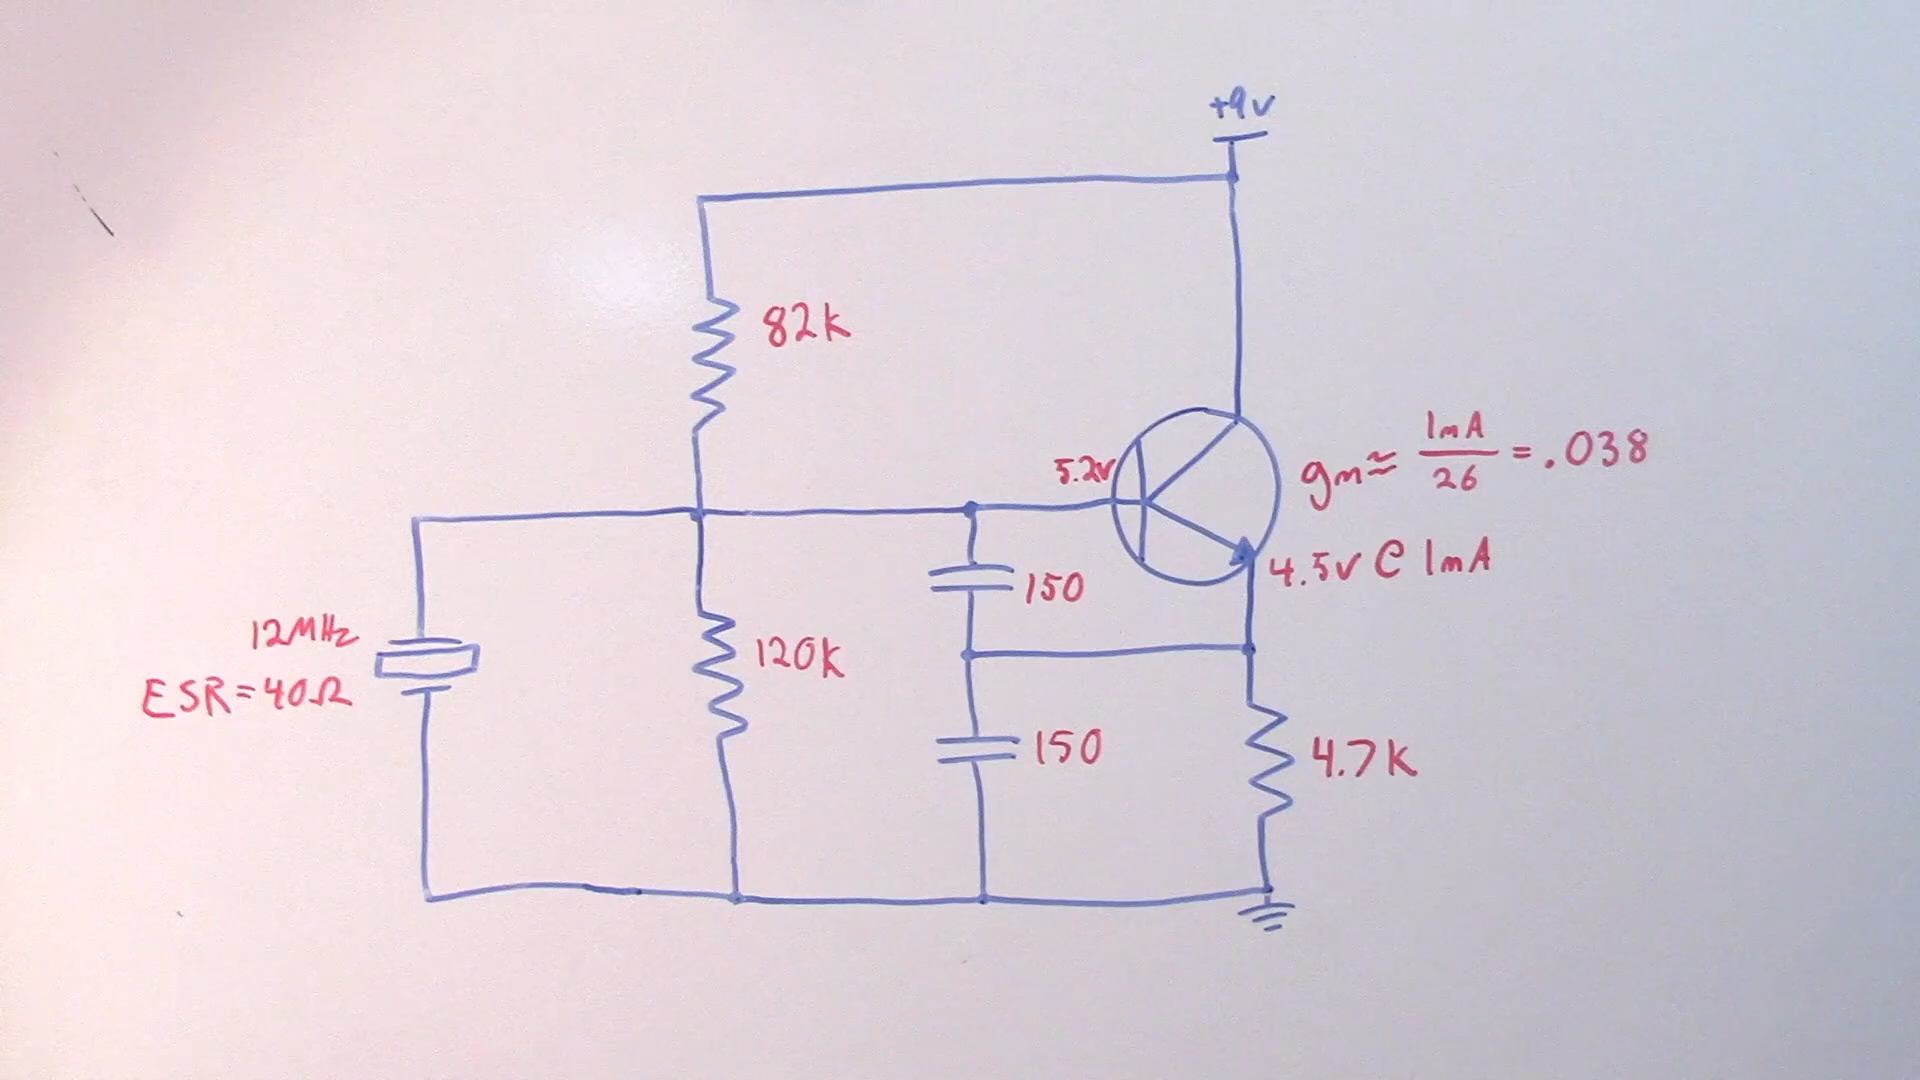 +9v
82k
5.2v
gm≈ 1mA/26 = .038
4.5v @ 1mA
150
12MHz
ESR=40Ω
120k
150
4.7k